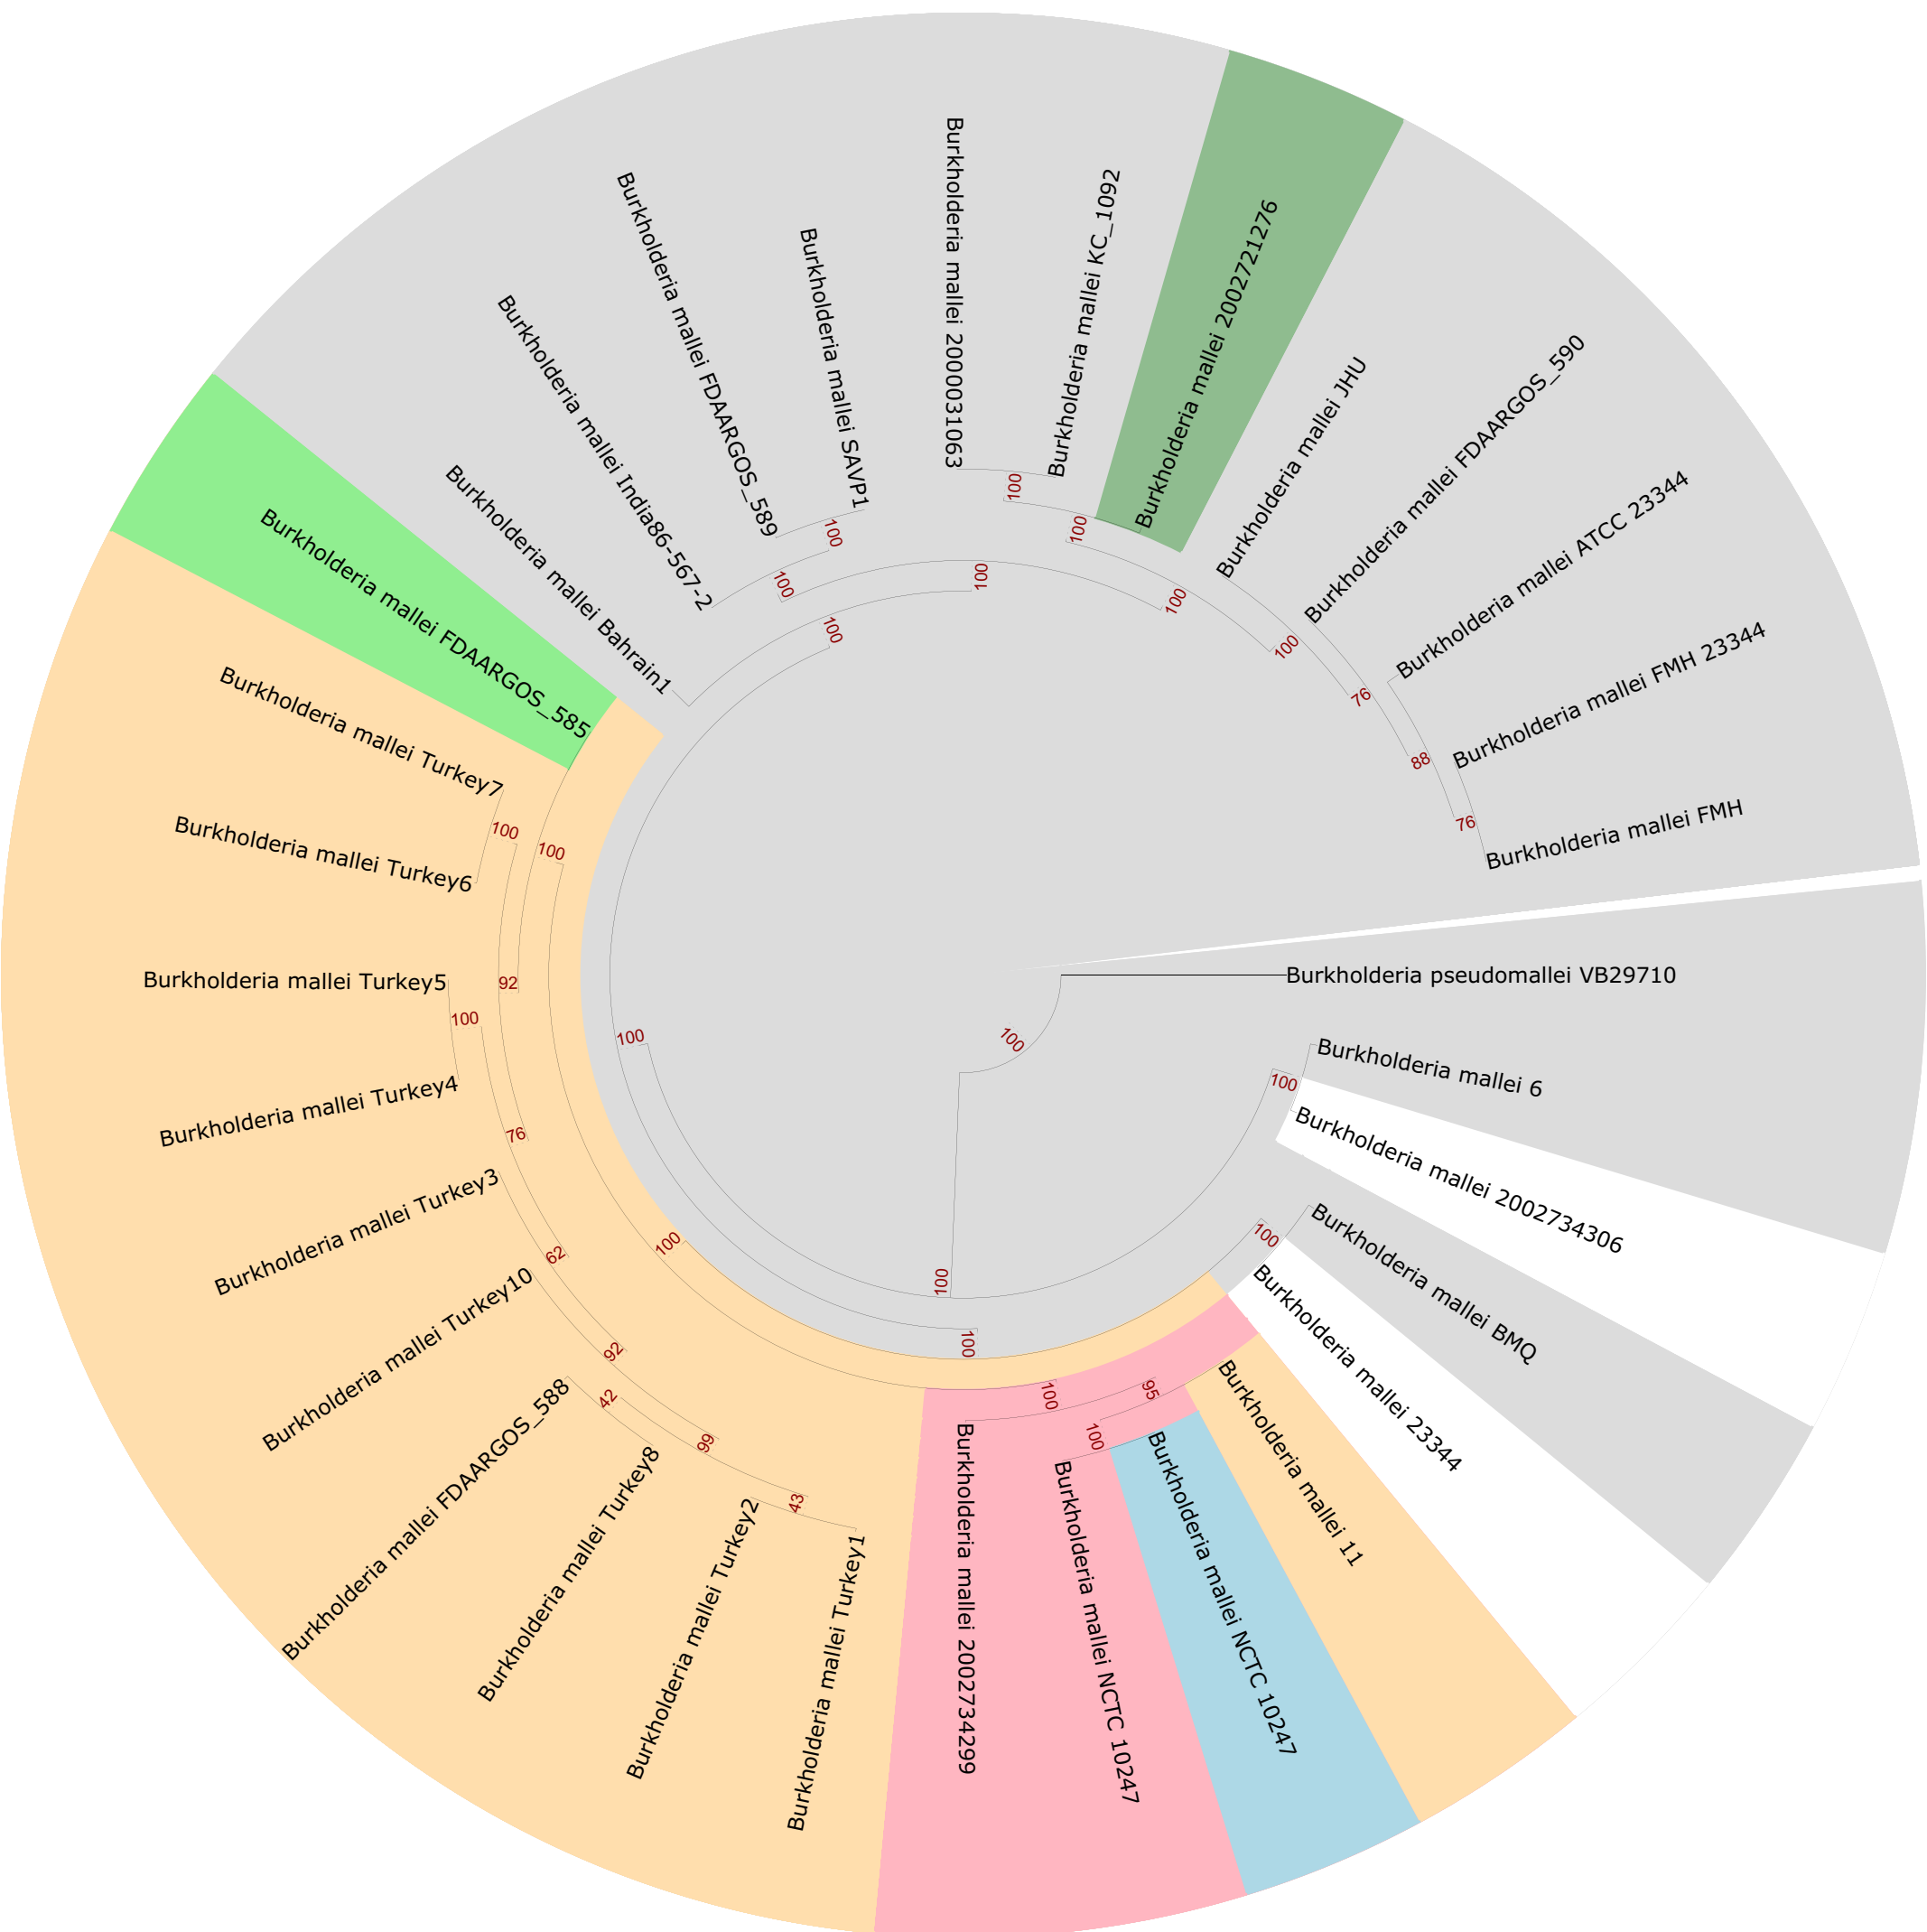 Burkholderia mallei 2000031063
Burkholderia mallei KC_1092
Burkholderia mallei 2002721276
Burkholderia mallei JHU
Burkholderia mallei FDAARGOS_590
Burkholderia mallei ATCC 23344
Burkholderia mallei FMH 23344
Burkholderia mallei FMH
Burkholderia pseudomallei VB29710
Burkholderia mallei 6
Burkholderia mallei 2002734306
Burkholderia mallei BMQ
Burkholderia mallei 23344
Burkholderia mallei 11
Burkholderia mallei NCTC 10247
Burkholderia mallei NCTC 10247
Burkholderia mallei 2002734299
Burkholderia mallei Turkey1
Burkholderia mallei Turkey2
Burkholderia mallei Turkey8
Burkholderia mallei FDAARGOS_588
Burkholderia mallei Turkey10
Burkholderia mallei Turkey3
Burkholderia mallei Turkey4
Burkholderia mallei Turkey5
Burkholderia mallei Turkey6
Burkholderia mallei Turkey7
Burkholderia mallei FDAARGOS_585
Burkholderia mallei Bahrain1
Burkholderia mallei India86-567-2
Burkholderia mallei FDAARGOS_589
Burkholderia mallei SAVP1
100
100
100
100
100
100
100
100
76
88
76
100
100
100
100
100
100
100
95
100
100
100
100
92
100
76
62
92
42
99
43